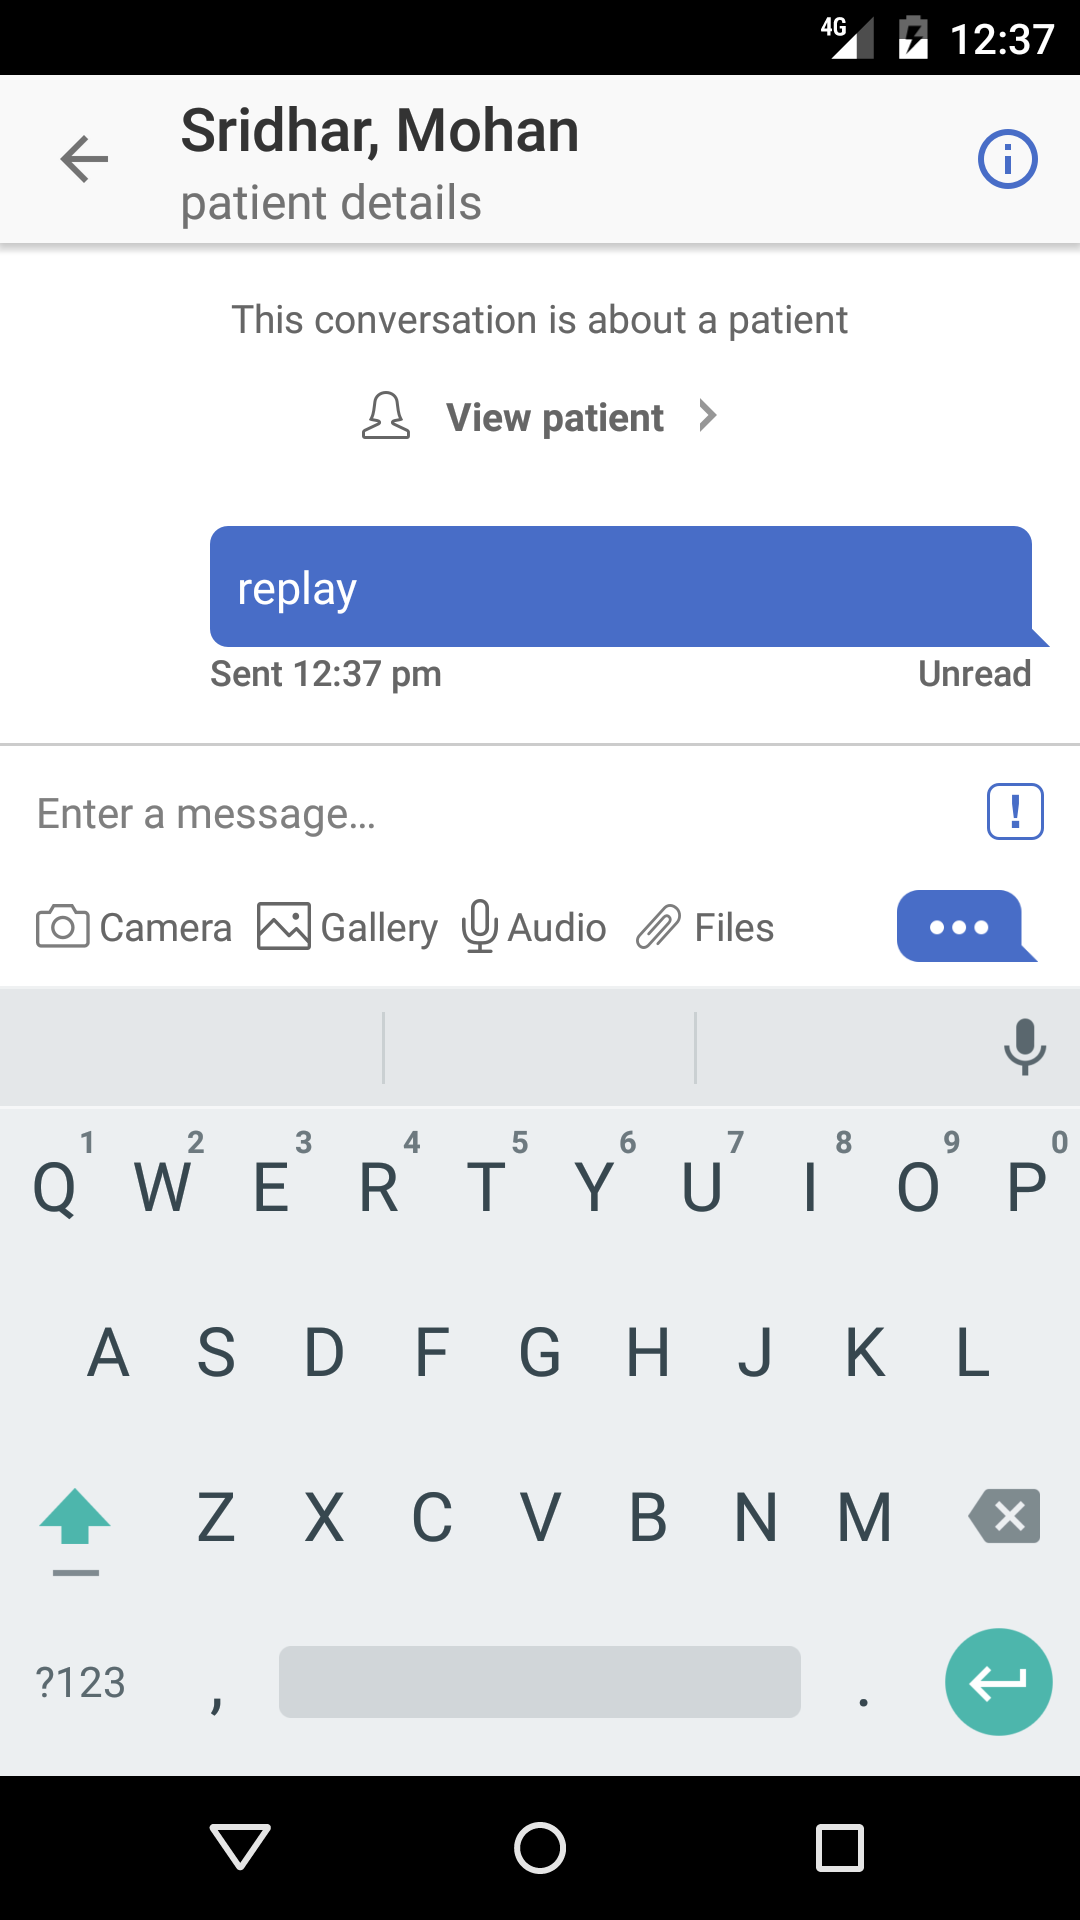 4G 12:37
Sridhar, Mohan
patient details
This conversation is about a patient
View patient
replay
Sent 12:37 pm Unread
Enter a message...
!
Camera Gallery Audio Files
1 2 3 4 5 6 7 8 9 0
Q W E R T Y U I O P
A S D F G H J K L
Z X C V B N M
?123 , .